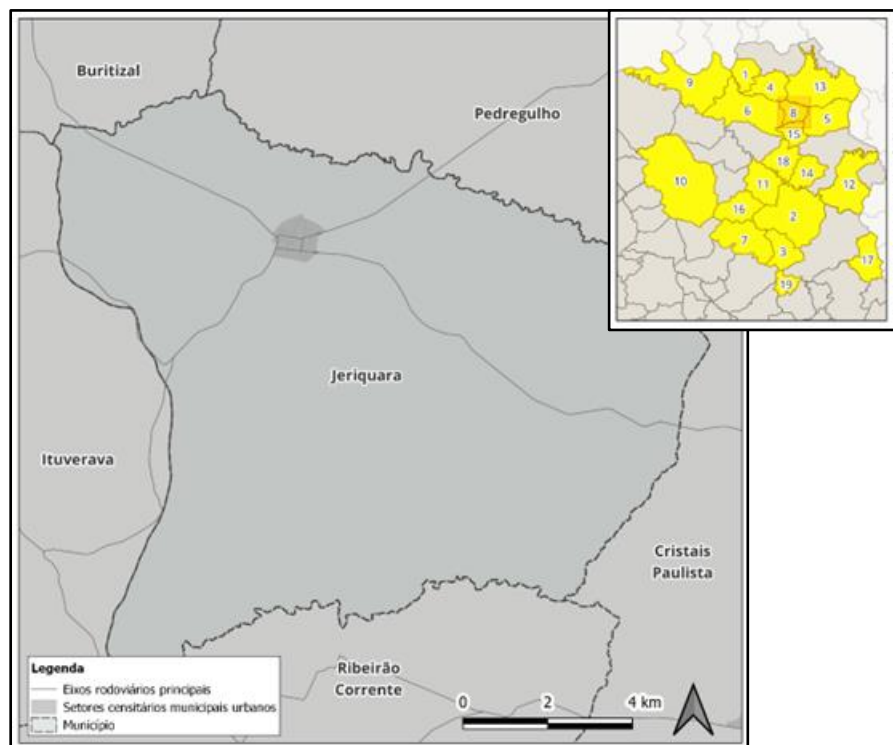 Buritizal
Pedregulho
Jeriquara
Ituverava
Cristais
Paulista
Ribeirão
Corrente
Legenda
Eixos rodoviários principais
Setores censitários municipais urbanos
Município
0 2 4 km
1
9
4
13
6
8
5
15
18
14
10
11
12
16
2
7
3
17
19